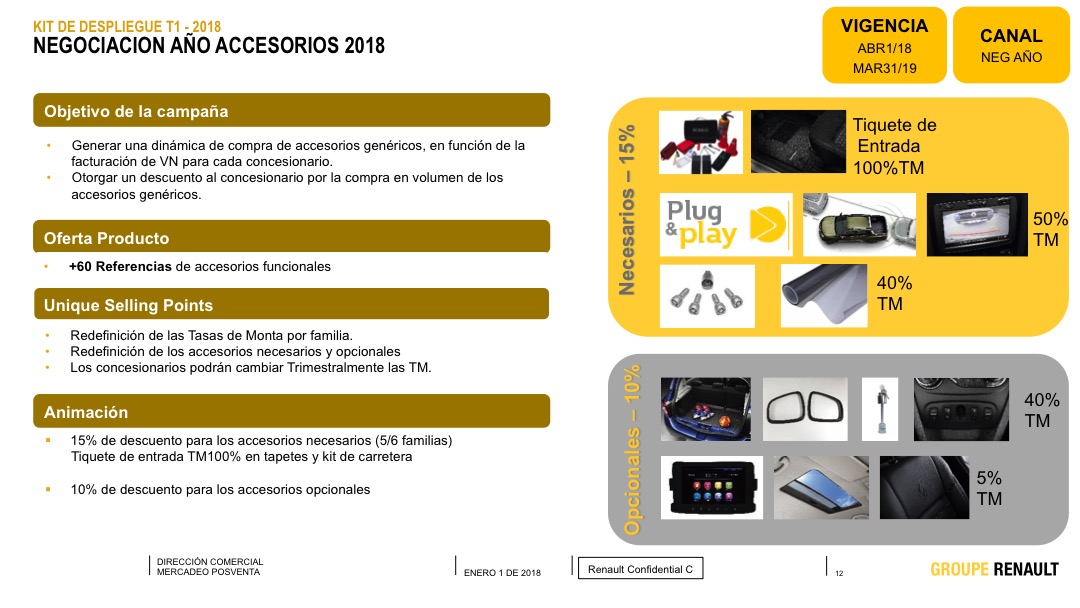 KIT DE DESPLIEGUE T1 - 2018
NEGOCIACION AÑO ACCESORIOS 2018
VIGENCIA
ABR1/18
MAR31/19
CANAL
NEG AÑO
Objetivo de la campaña
• Generar una dinámica de compra de accesorios genéricos, en función de la
facturación de VN para cada concesionario.
• Otorgar un descuento al concesionario por la compra en volumen de los
accesorios genéricos.
Oferta Producto
• +60 Referencias de accesorios funcionales
Unique Selling Points
• Redefinición de las Tasas de Monta por familia.
• Redefinición de los accesorios necesarios y opcionales
• Los concesionarios podrán cambiar Trimestralmente las TM.
Animación
▪ 15% de descuento para los accesorios necesarios (5/6 familias)
Tiquete de entrada TM100% en tapetes y kit de carretera
▪ 10% de descuento para los accesorios opcionales
Necesarios – 15%
Tiquete de
Entrada
100%TM
Plug
& play
50%
TM
40%
TM
Opcionales – 10%
40%
TM
5%
TM
DIRECCIÓN COMERCIAL
MERCADEO POSVENTA
ENERO 1 DE 2018
Renault Confidential C
12
GROUPE RENAULT